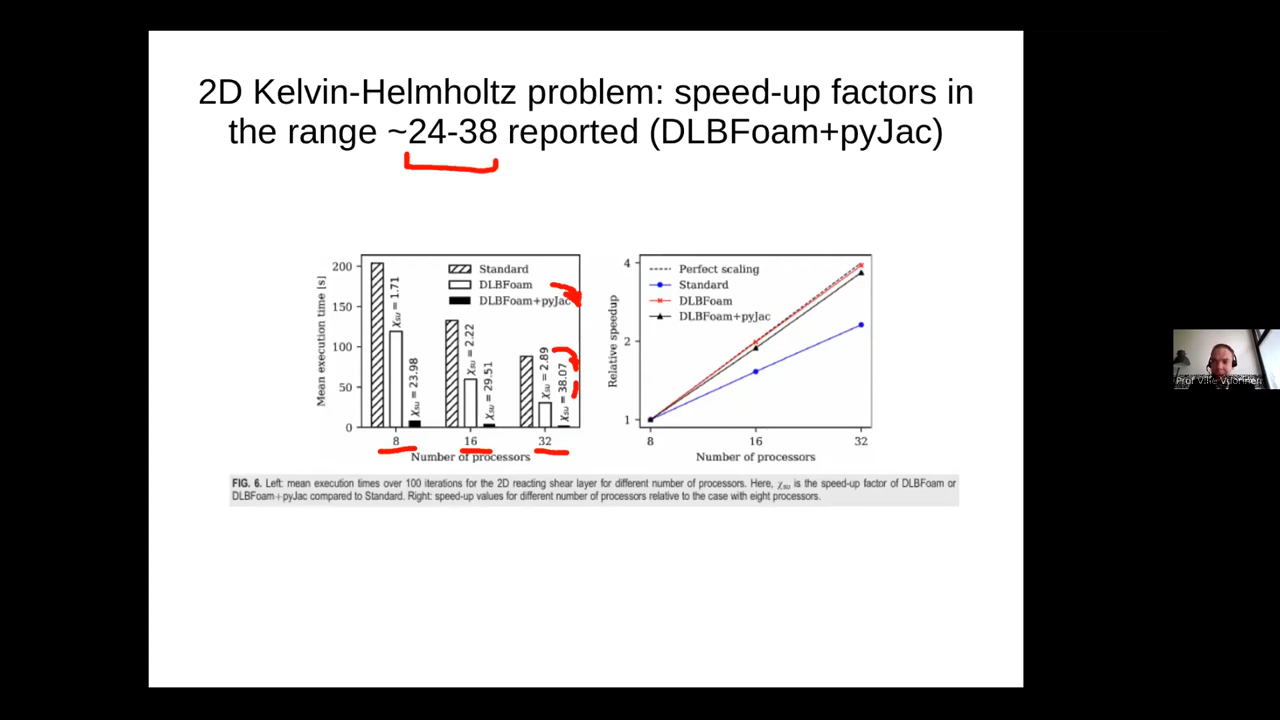 2D Kelvin-Helmholtz problem: speed-up factors in
the range ~24-38 reported (DLBFoam+pyJac)
Mean execution time [s]
200
150
100
50
0
Standard
DLBFoam
DLBFoam+pyJac
χsu = 1.71
χsu = 23.98
χsu = 2.22
χsu = 29.51
χsu = 2.89
χsu = 38.07
8
16
32
Number of processors
Relative speedup
4
2
1
Perfect scaling
Standard
DLBFoam
DLBFoam+pyJac
8
16
32
Number of processors
FIG. 6. Left: mean execution times over 100 iterations for the 2D reacting shear layer for different number of processors. Here, χsu is the speed-up factor of DLBFoam or
DLBFoam+pyJac compared to Standard. Right: speed-up values for different number of processors relative to the case with eight processors.
Prof Ville Vuorinen